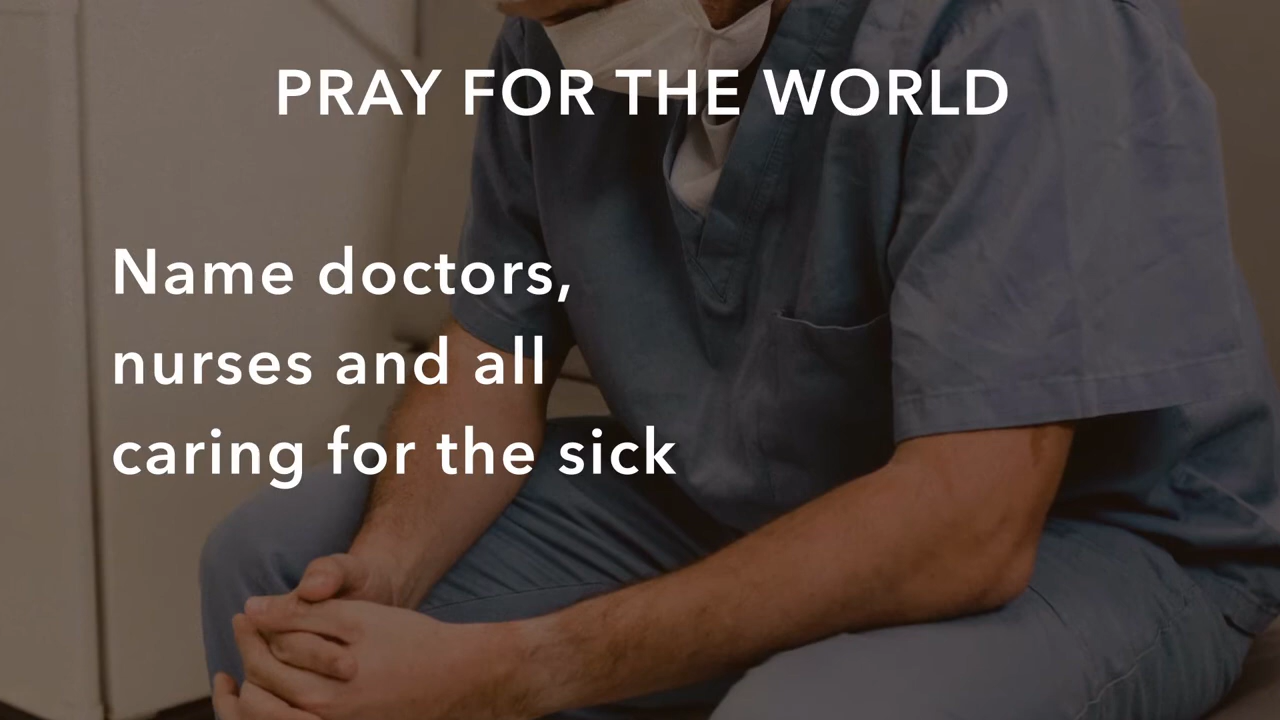 PRAY FOR THE WORLD
Name doctors,
nurses and all
caring for the sick